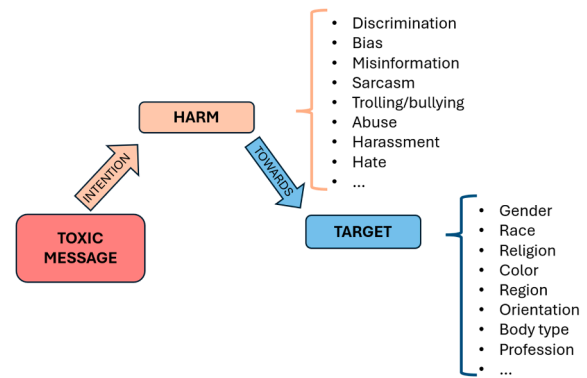 • Discrimination
• Bias
• Misinformation
• Sarcasm
• Trolling/bullying
• Abuse
• Harassment
• Hate
• ...
HARM
INTENTION
TOWARDS
TOXIC
MESSAGE
TARGET
• Gender
• Race
• Religion
• Color
• Region
• Orientation
• Body type
• Profession
• ...